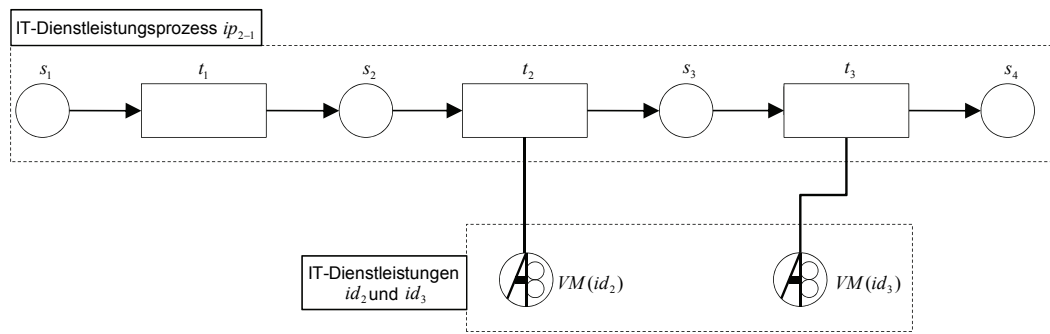 IT-Dienstleistungsprozess ip₂₋₁
s₁ t₁ s₂ t₂ s₃ t₃ s₄
VM(id₂) VM(id₃)
IT-Dienstleistungen
id₂ und id₃